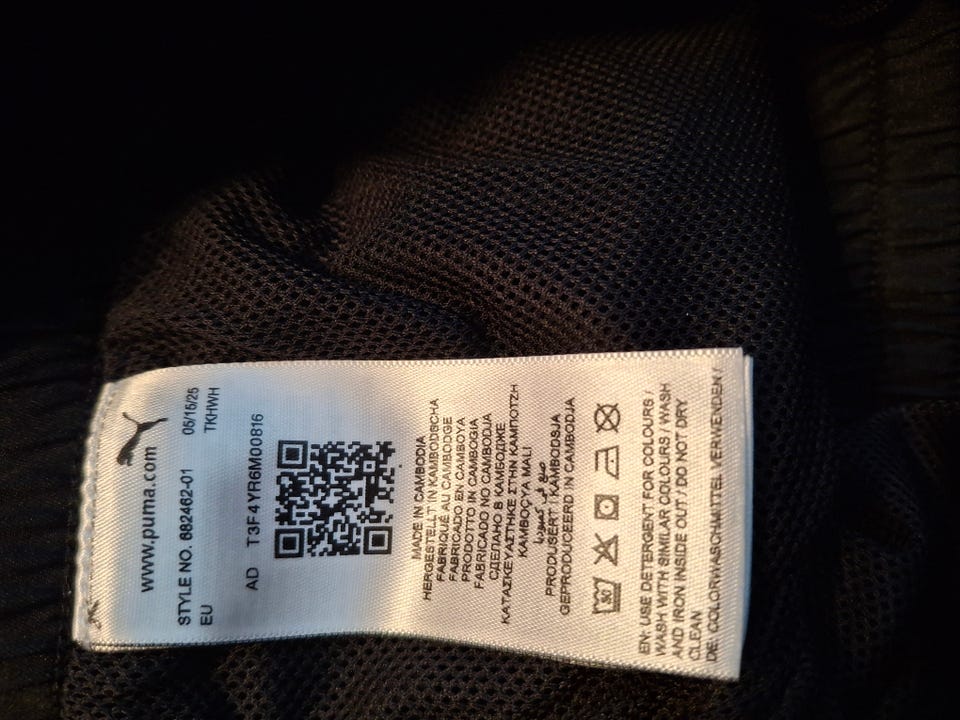 www.puma.com
STYLE NO. 682462-01 05/15/25
EU TKHWH
AD T3F4YR6M00816
MADE IN CAMBODIA
HERGESTELLT IN KAMBODSCHA
FABRIQUÉ AU CAMBODGE
FABRICADO EN CAMBOYA
PRODOTTO IN CAMBOGIA
FABRICADO NO CAMBODJA
СДЕЛАНО В КАМБОДЖЕ
ΚΑΤΑΣΚΕΥΑΣΤΗΚΕ ΣΤΗΝ ΚΑΜΠΟΤΖΗ
KAMBOÇYA MALI
صنع في كمبوديا
PRODUSERT I KAMBODSJA
GEPRODUCEERD IN CAMBODJA
30
EN: USE DETERGENT FOR COLOURS /
WASH WITH SIMILAR COLOURS / WASH
AND IRON INSIDE OUT / DO NOT DRY
CLEAN
DE: COLORWASCHMITTEL VERWENDEN /